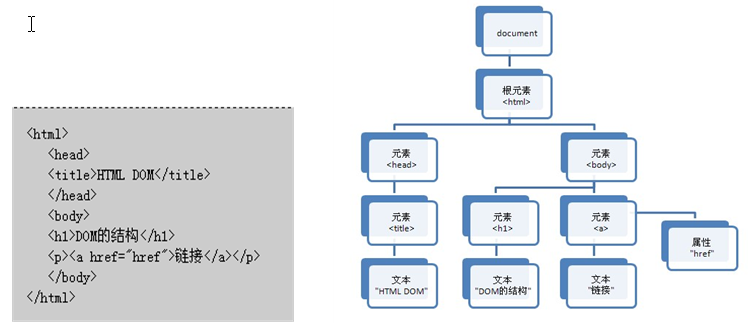 <html>
<head>
<title>HTML DOM</title>
</head>
<body>
<h1>DOM的结构</h1>
<p><a href="href">链接</a></p>
</body>
</html>
document
根元素
<html>
元素
<head>
元素
<body>
元素
<title>
元素
<h1>
元素
<a>
属性
"href"
文本
"HTML DOM"
文本
"DOM的结构"
文本
"链接"